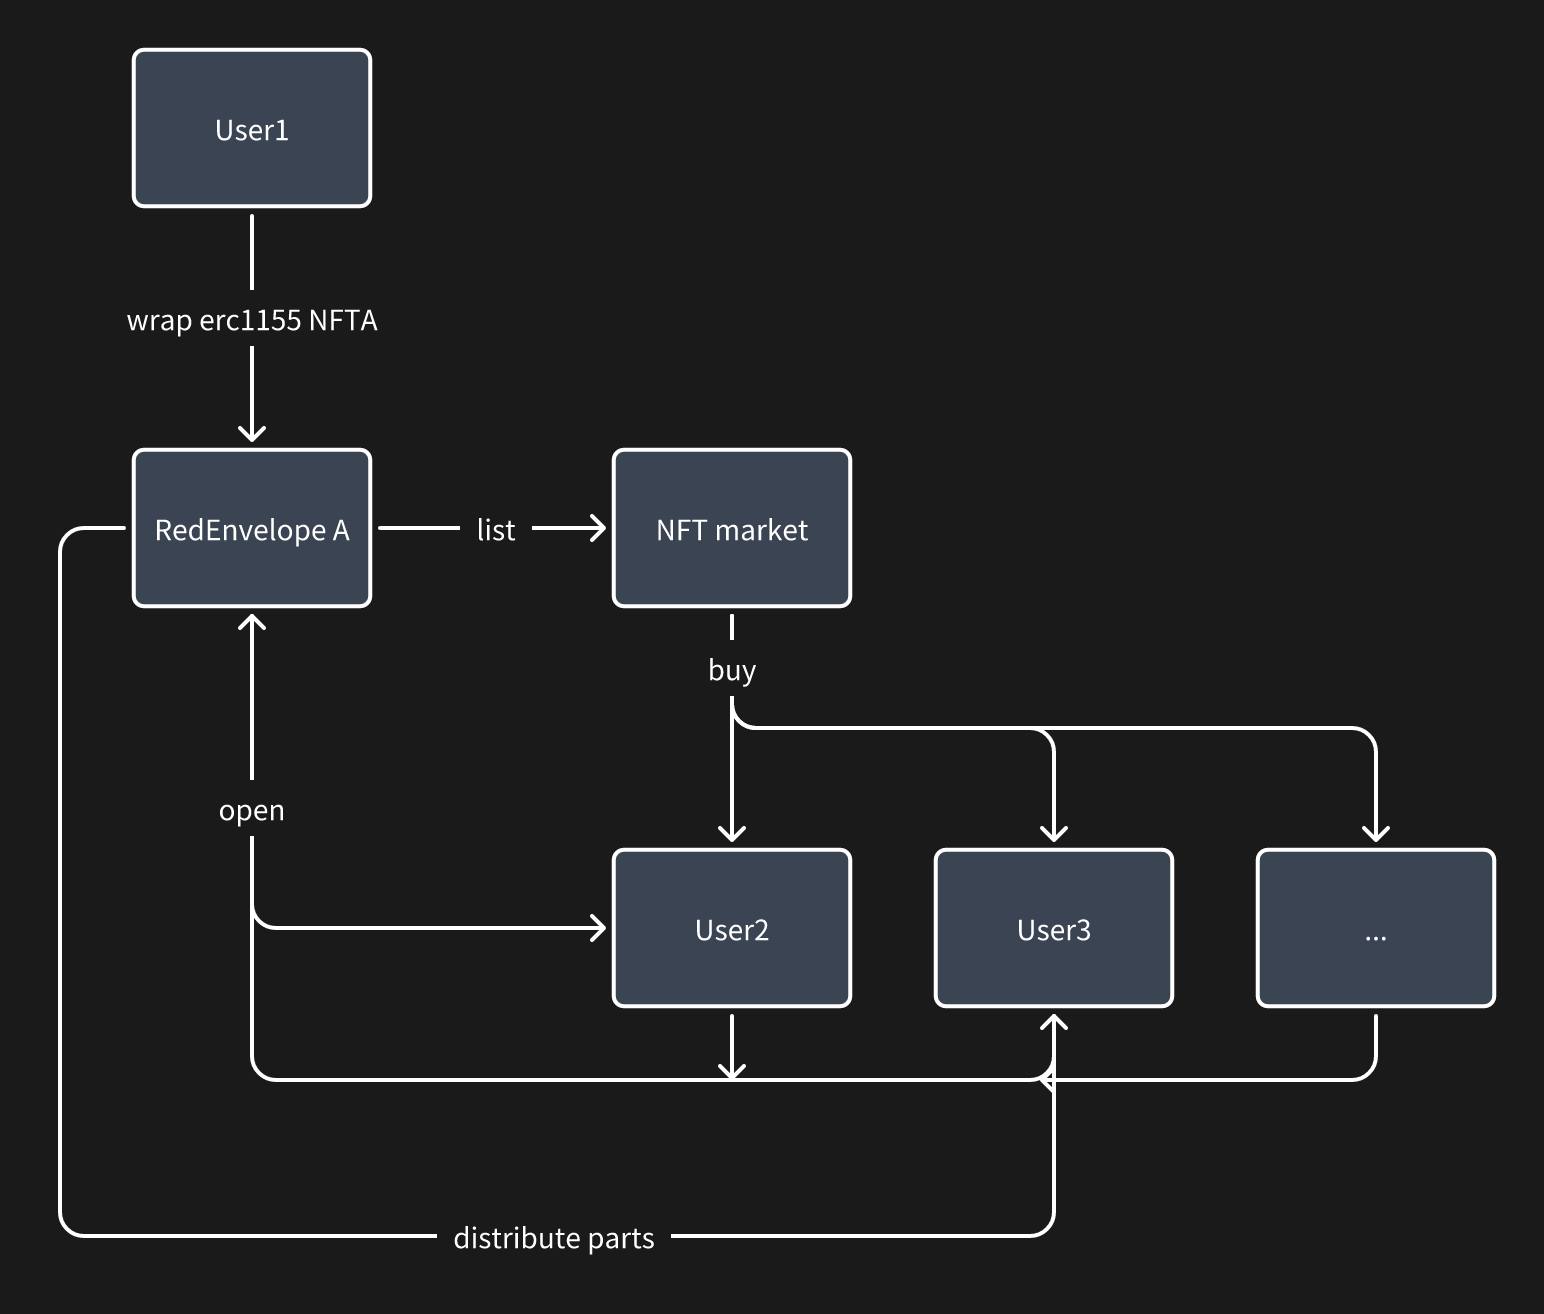 User1
wrap erc1155 NFTA
RedEnvelope A
list
NFT market
buy
open
User2
User3
...
distribute parts